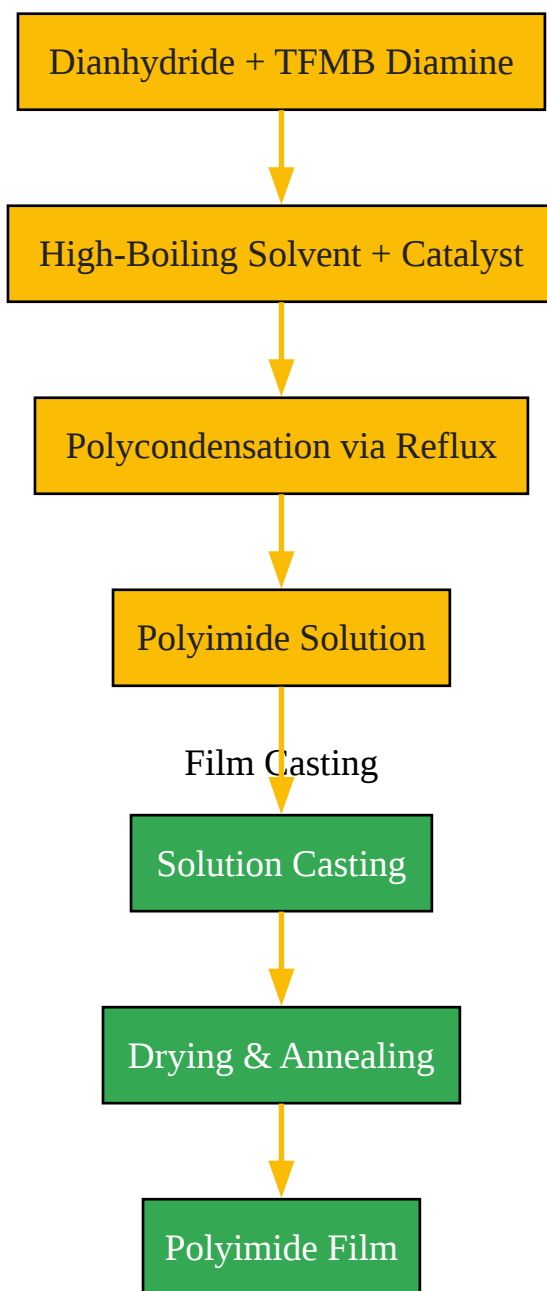 Dianhydride + TFMB Diamine
High-Boiling Solvent + Catalyst
Polycondensation via Reflux
Polyimide Solution
Film Casting
Solution Casting
Drying & Annealing
Polyimide Film